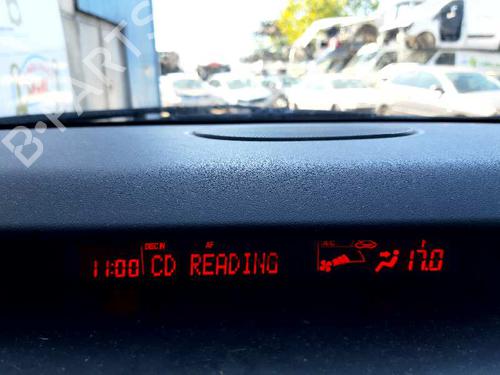 B-PARTS
DISC IN AF
11:00 CD READING 17.0